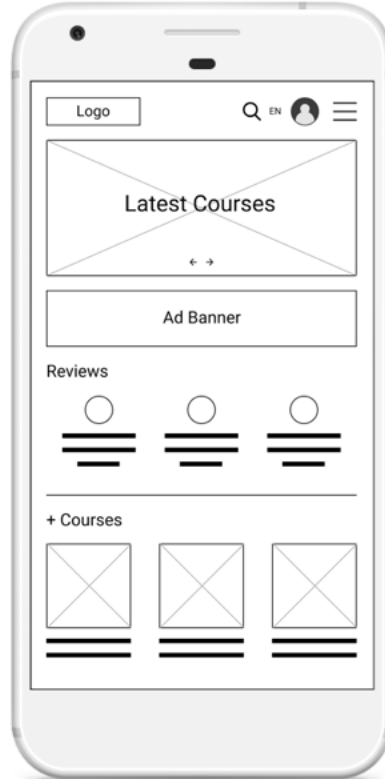 Logo
EN
Latest Courses
Ad Banner
Reviews
+ Courses